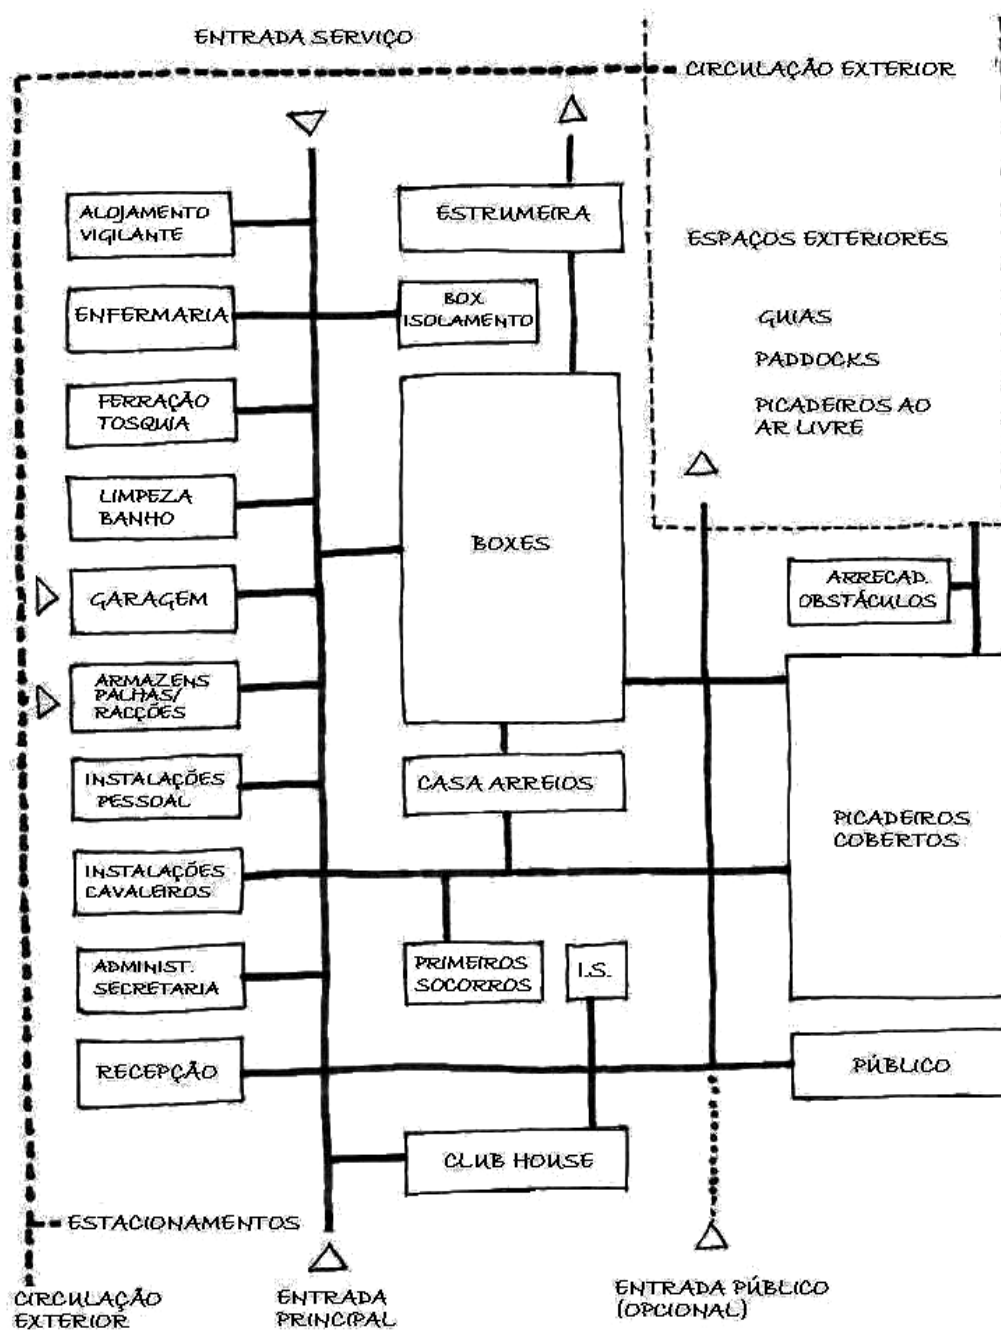 ENTRADA SERVIÇO
CIRCULAÇÃO EXTERIOR
ALOJAMENTO
VIGILANTE
ESTRUMEIRA
ESPAÇOS EXTERIORES
ENFERMARIA
BOX
ISOLAMENTO
GUIAS
PADDOCKS
PICADEIROS AO
AR LIVRE
FERRAÇÃO
TOSQUIA
LIMPEZA
BANHO
BOXES
GARAGEM
ARRECAD.
OBSTÁCULOS
ARMAZENS
PALHAS/
RACÇÕES
INSTALAÇÕES
PESSOAL
CASA ARREIOS
PICADEIROS
COBERTOS
INSTALAÇÕES
CAVALEIROS
ADMINIST.
SECRETARIA
PRIMEIROS
SOCORROS
I.S.
RECEPÇÃO
PÚBLICO
CLUB HOUSE
ESTACIONAMENTOS
CIRCULAÇÃO
EXTERIOR
ENTRADA
PRINCIPAL
ENTRADA PÚBLICO
(OPCIONAL)